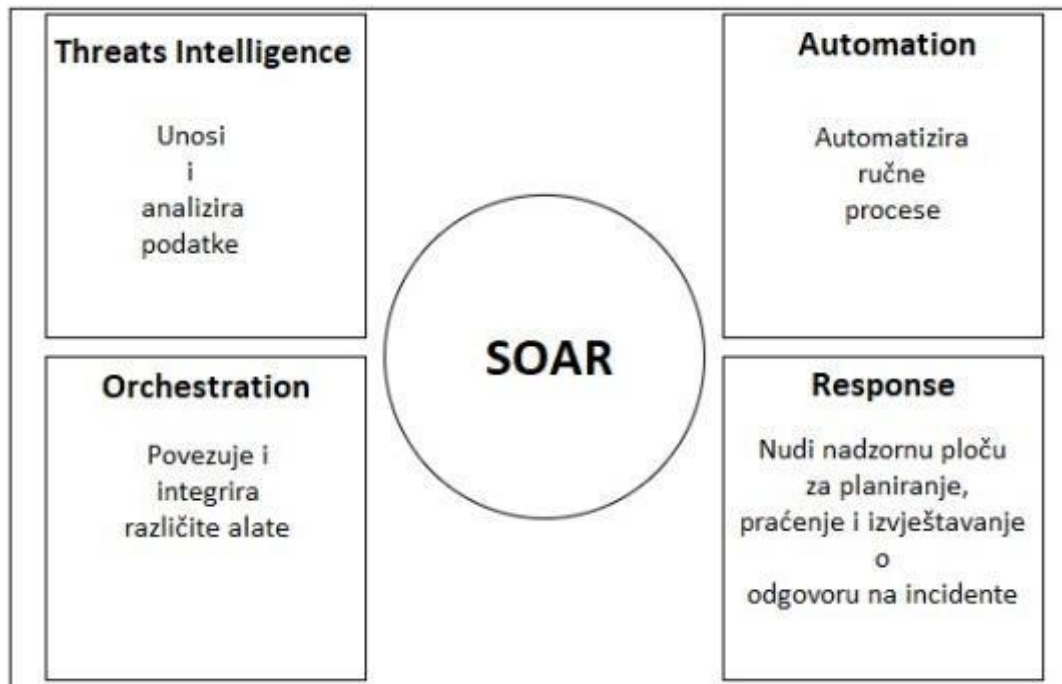 Threats Intelligence
Unosi
i
analizira
podatke
Automation
Automatizira
ručne
procese
SOAR
Orchestration
Povezuje i
integrira
različite alate
Response
Nudi nadzornu ploču
za planiranje,
praćenje i izvještavanje
o
odgovoru na incidente